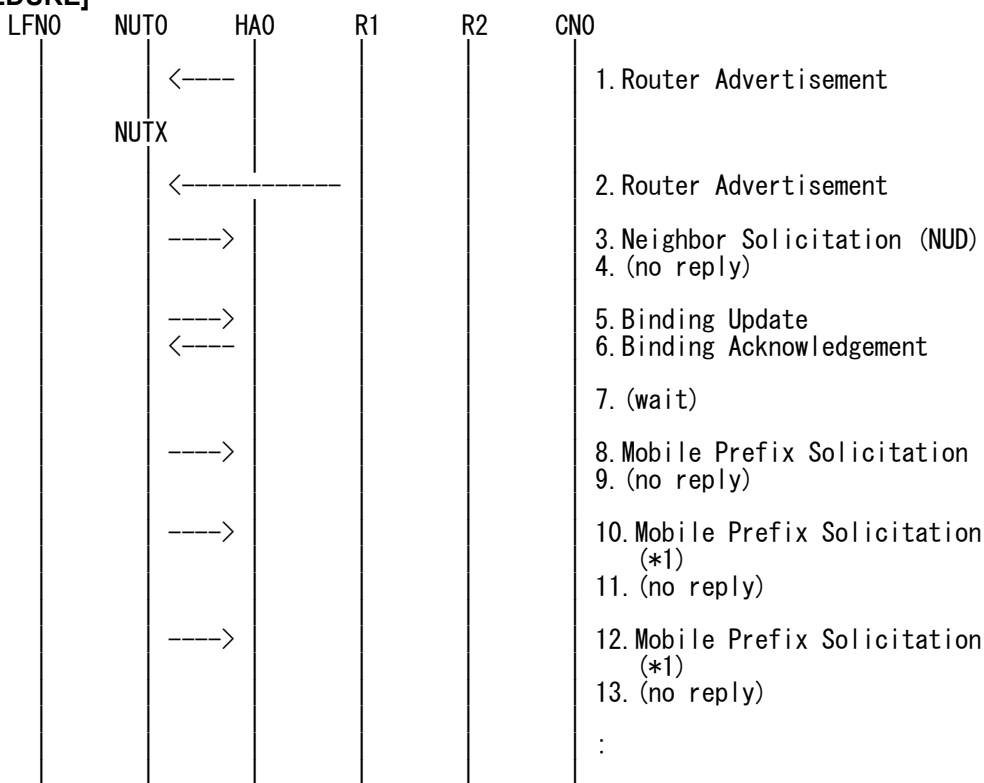 EDURE]
LFN0 NUT0 HA0 R1 R2 CN0
<---- 1.Router Advertisement
NUTX
<------------ 2.Router Advertisement
----> 3.Neighbor Solicitation (NUD)
4.(no reply)
----> 5.Binding Update
<---- 6.Binding Acknowledgement
7.(wait)
----> 8.Mobile Prefix Solicitation
9.(no reply)
----> 10.Mobile Prefix Solicitation
(*1)
11.(no reply)
----> 12.Mobile Prefix Solicitation
(*1)
13.(no reply)
: